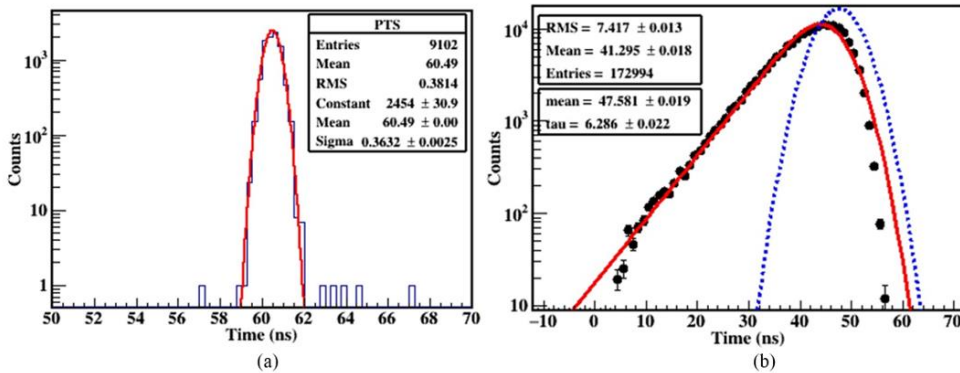 PTS
Entries 9102
Mean 60.49
RMS 0.3814
Constant 2454 ± 30.9
Mean 60.49 ± 0.00
Sigma 0.3632 ± 0.0025
Counts
10³
10²
10
1
50 52 54 56 58 60 62 64 66 68 70
Time (ns)
(a)
RMS = 7.417 ± 0.013
Mean = 41.295 ± 0.018
Entries = 172994
mean = 47.581 ± 0.019
tau = 6.286 ± 0.022
Counts
10⁴
10³
10²
10
−10 0 10 20 30 40 50 60 70
Time (ns)
(b)